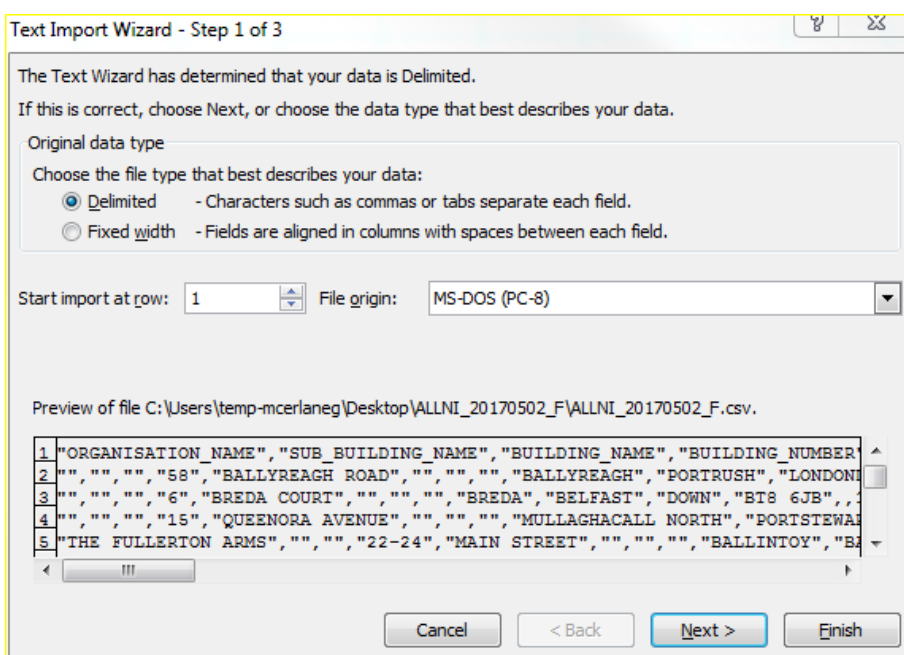 Text Import Wizard - Step 1 of 3
The Text Wizard has determined that your data is Delimited.
If this is correct, choose Next, or choose the data type that best describes your data.
Original data type
Choose the file type that best describes your data:
Delimited - Characters such as commas or tabs separate each field.
Fixed width - Fields are aligned in columns with spaces between each field.
Start import at row: 1 File origin: MS-DOS (PC-8)
Preview of file C:\Users\temp-mcerlaneg\Desktop\ALLNI_20170502_F\ALLNI_20170502_F.csv.
1 "ORGANISATION_NAME","SUB_BUILDING_NAME","BUILDING_NAME","BUILDING_NUMBER"
2 "","","","58","BALLYREAGH ROAD","","","","BALLYREAGH","PORTRUSH","LONDOND
3 "","","","6","BREDA COURT","","","","BREDA","BELFAST","DOWN","BT8 6JB",,1
4 "","","","15","QUEENORA AVENUE","","","","MULLAGHACALL NORTH","PORTSTEWAR
5 "THE FULLERTON ARMS","","","22-24","MAIN STREET","","","","BALLINTOY","BA
Cancel < Back Next > Finish